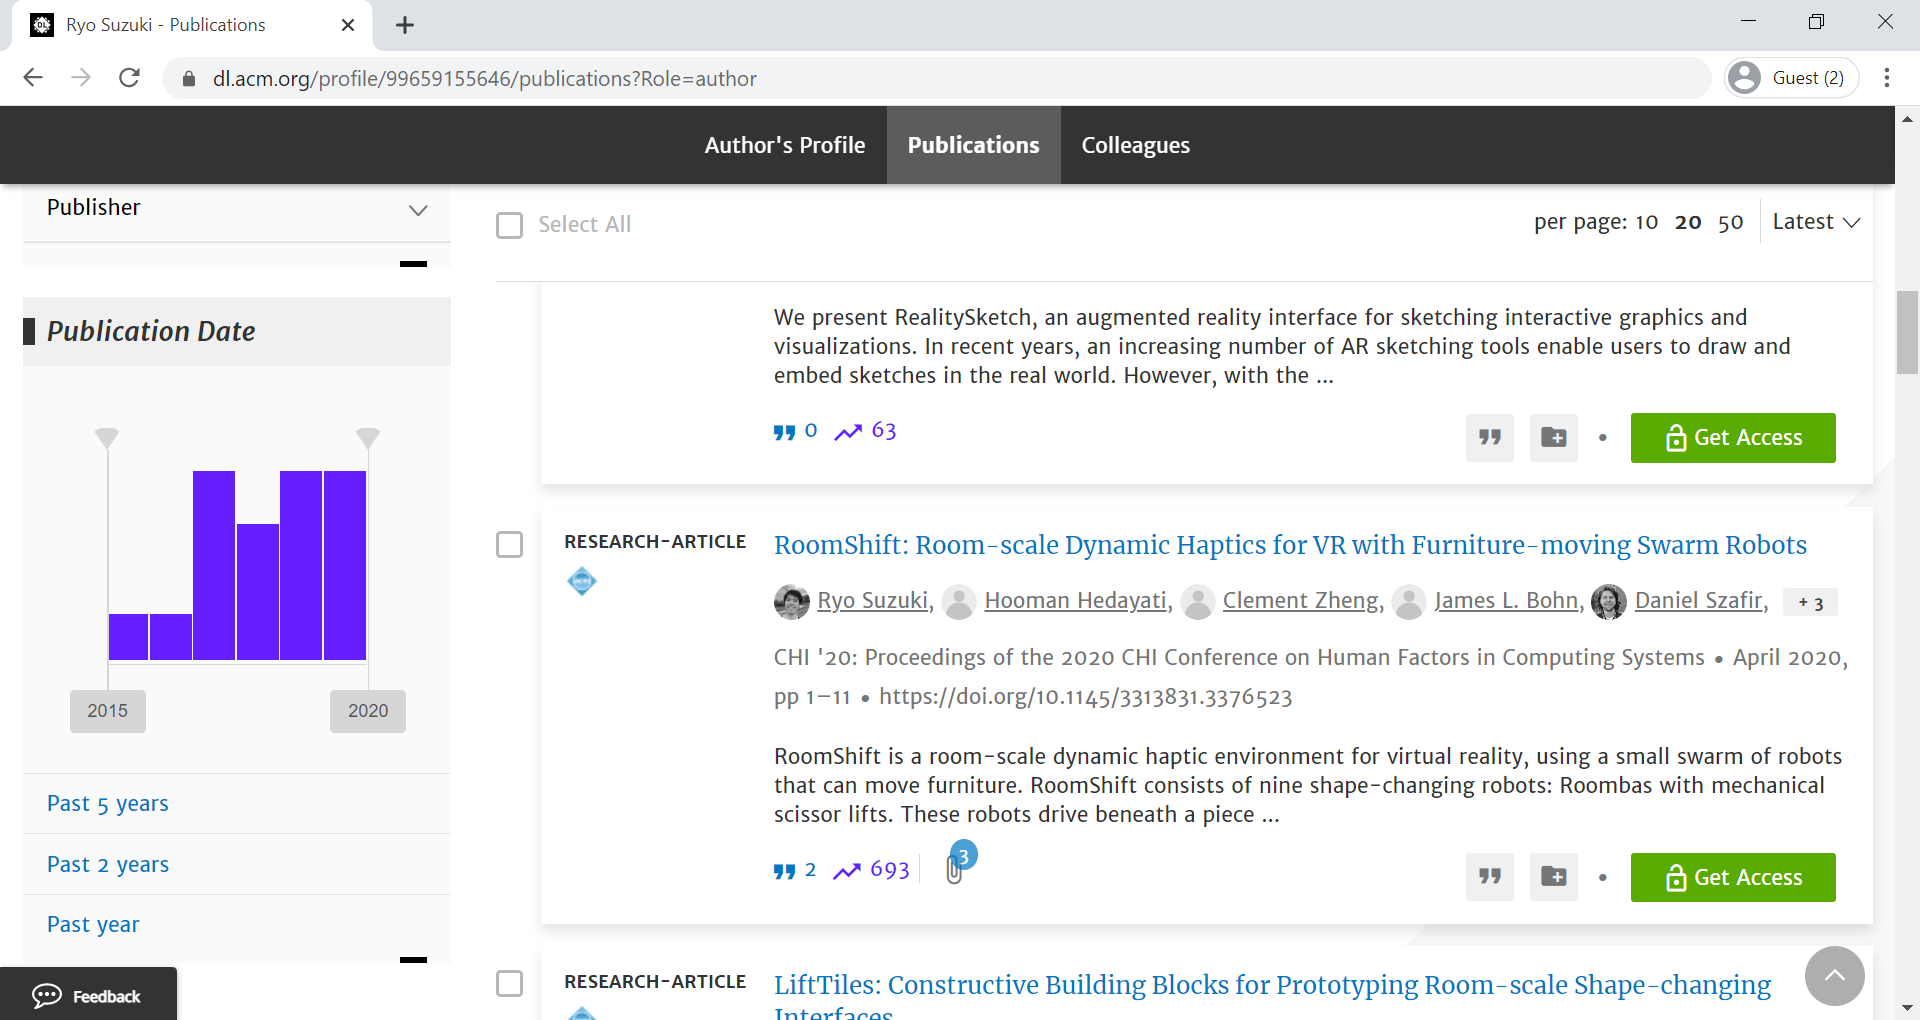 Ryo Suzuki - Publications
dl.acm.org/profile/99659155646/publications?Role=author
Guest (2)
Author's Profile
Publications
Colleagues
Publisher
Select All
per page: 10 20 50
Latest
Publication Date
2015
2020
Past 5 years
Past 2 years
Past year
We present RealitySketch, an augmented reality interface for sketching interactive graphics and
visualizations. In recent years, an increasing number of AR sketching tools enable users to draw and
embed sketches in the real world. However, with the ...
0
63
Get Access
RESEARCH-ARTICLE
RoomShift: Room-scale Dynamic Haptics for VR with Furniture-moving Swarm Robots
Ryo Suzuki, Hooman Hedayati, Clement Zheng, James L. Bohn, Daniel Szafir, + 3
CHI '20: Proceedings of the 2020 CHI Conference on Human Factors in Computing Systems • April 2020,
pp 1–11 • https://doi.org/10.1145/3313831.3376523
RoomShift is a room-scale dynamic haptic environment for virtual reality, using a small swarm of robots
that can move furniture. RoomShift consists of nine shape-changing robots: Roombas with mechanical
scissor lifts. These robots drive beneath a piece ...
2
693
3
Get Access
RESEARCH-ARTICLE
LiftTiles: Constructive Building Blocks for Prototyping Room-scale Shape-changing
Interfaces
Feedback